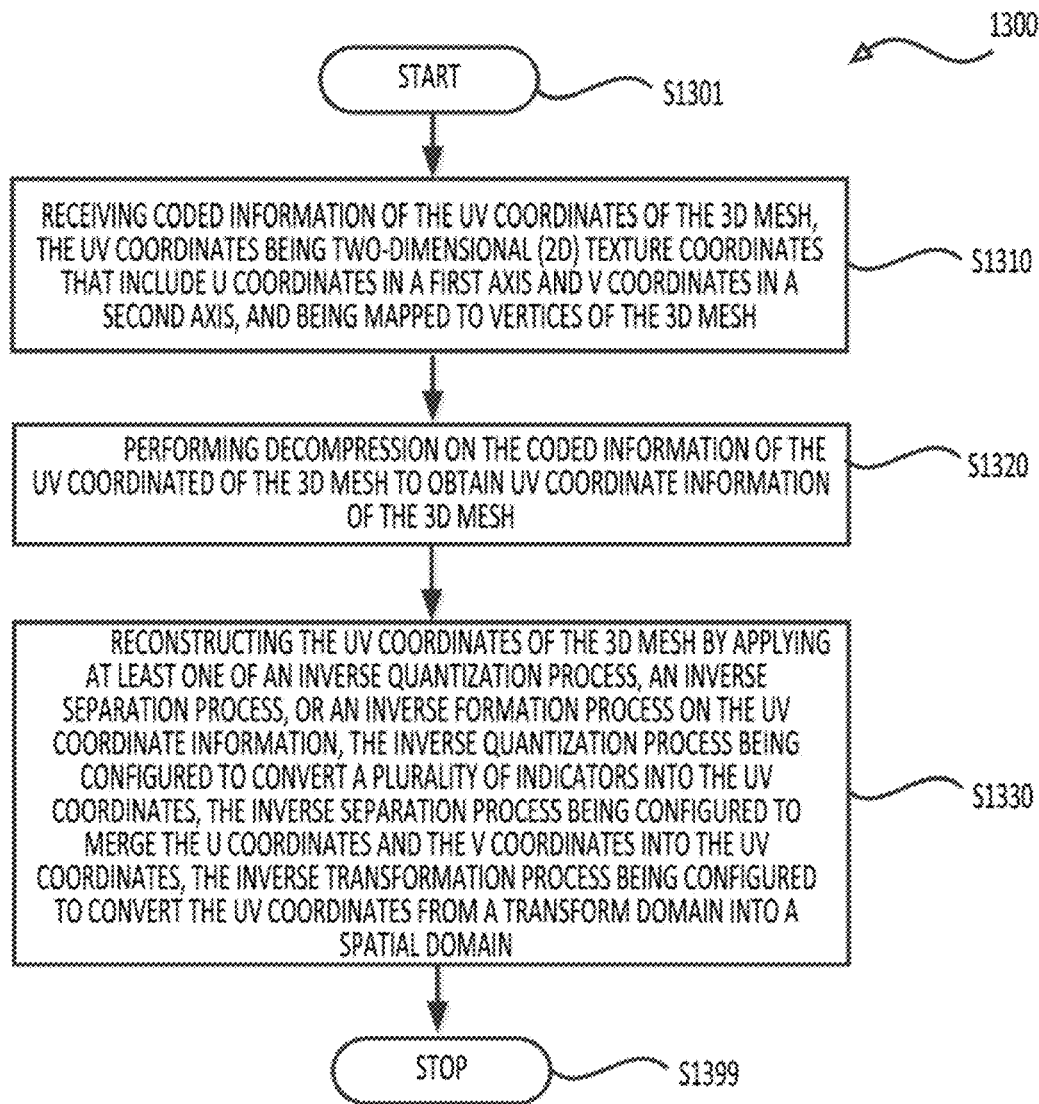 1300
START
S1301
RECEIVING CODED INFORMATION OF THE UV COORDINATES OF THE 3D MESH,
THE UV COORDINATES BEING TWO-DIMENSIONAL (2D) TEXTURE COORDINATES
THAT INCLUDE U COORDINATES IN A FIRST AXIS AND V COORDINATES IN A
SECOND AXIS, AND BEING MAPPED TO VERTICES OF THE 3D MESH
S1310
PERFORMING DECOMPRESSION ON THE CODED INFORMATION OF THE
UV COORDINATED OF THE 3D MESH TO OBTAIN UV COORDINATE INFORMATION
OF THE 3D MESH
S1320
RECONSTRUCTING THE UV COORDINATES OF THE 3D MESH BY APPLYING
AT LEAST ONE OF AN INVERSE QUANTIZATION PROCESS, AN INVERSE
SEPARATION PROCESS, OR AN INVERSE FORMATION PROCESS ON THE UV
COORDINATE INFORMATION, THE INVERSE QUANTIZATION PROCESS BEING
CONFIGURED TO CONVERT A PLURALITY OF INDICATORS INTO THE UV
COORDINATES, THE INVERSE SEPARATION PROCESS BEING CONFIGURED TO
MERGE THE U COORDINATES AND THE V COORDINATES INTO THE UV
COORDINATES, THE INVERSE TRANSFORMATION PROCESS BEING CONFIGURED
TO CONVERT THE UV COORDINATES FROM A TRANSFORM DOMAIN INTO A
SPATIAL DOMAIN
S1330
STOP
S1399